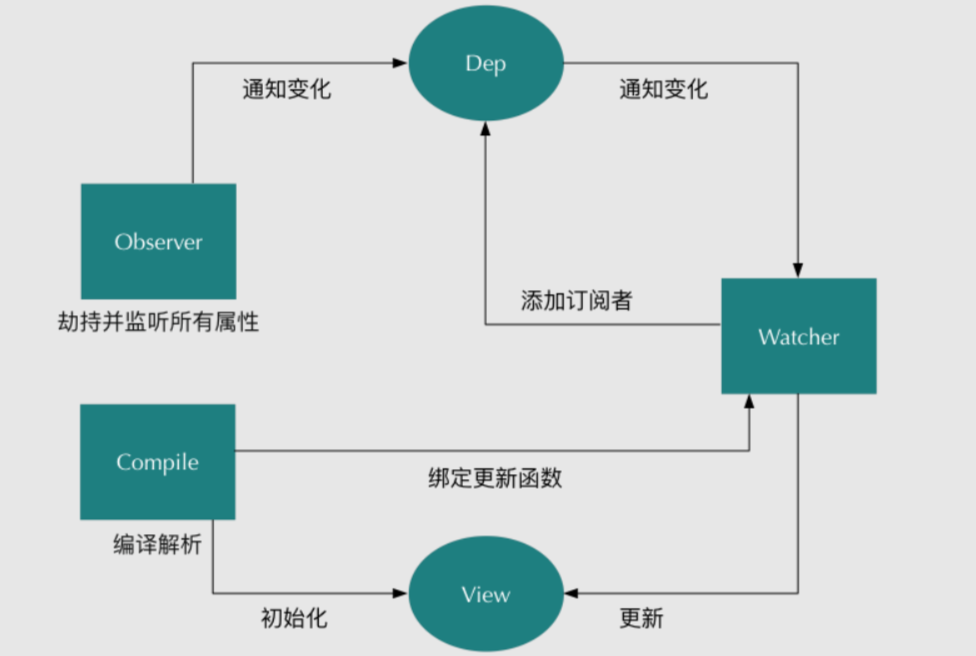 Dep
通知变化
通知变化
Observer
劫持并监听所有属性
添加订阅者
Watcher
Compile
绑定更新函数
编译解析
View
初始化
更新